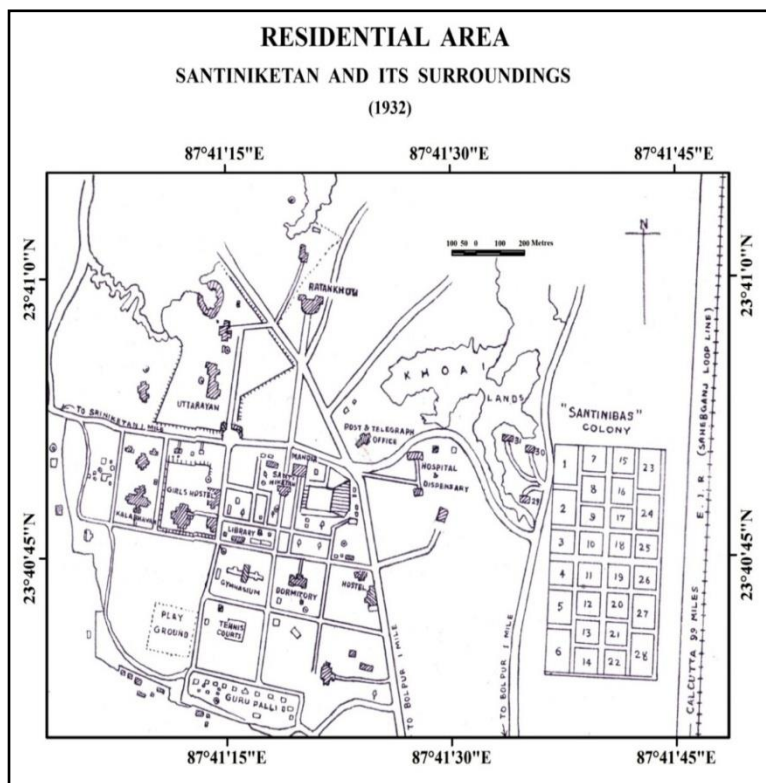 RESIDENTIAL AREA
SANTINIKETAN AND ITS SURROUNDINGS
(1932)
87°41'15"E
87°41'30"E
87°41'45"E
23°41'0"N
23°41'0"N
N
100 50 0 100 200 Metres
RATANKHOTI
KHOAI
LANDS
UTTARAYAN
"SANTINIBAS"
COLONY
TO SRINIKETAN 1 MILE
POST & TELEGRAPH
OFFICE
31
30
29
MANDIR
HOSPITAL
&
DISPENSARY
GIRLS HOSTEL
KALABHAVAN
LIBRARY
1
7
15
23
8
16
2
24
9
17
3
10
18
25
4
11
19
26
5
12
20
27
13
21
6
14
22
28
E. I. R (SAHEBGANJ LOOP LINE)
CALCUTTA 99 MILES
23°40'45"N
23°40'45"N
GYMNASIUM
DORMITORY
HOSTEL
PLAY
GROUND
TENNIS
COURTS
GURU PALLI
TO BOLPUR 1 MILE
TO BOLPUR 1 MILE
87°41'15"E
87°41'30"E
87°41'45"E